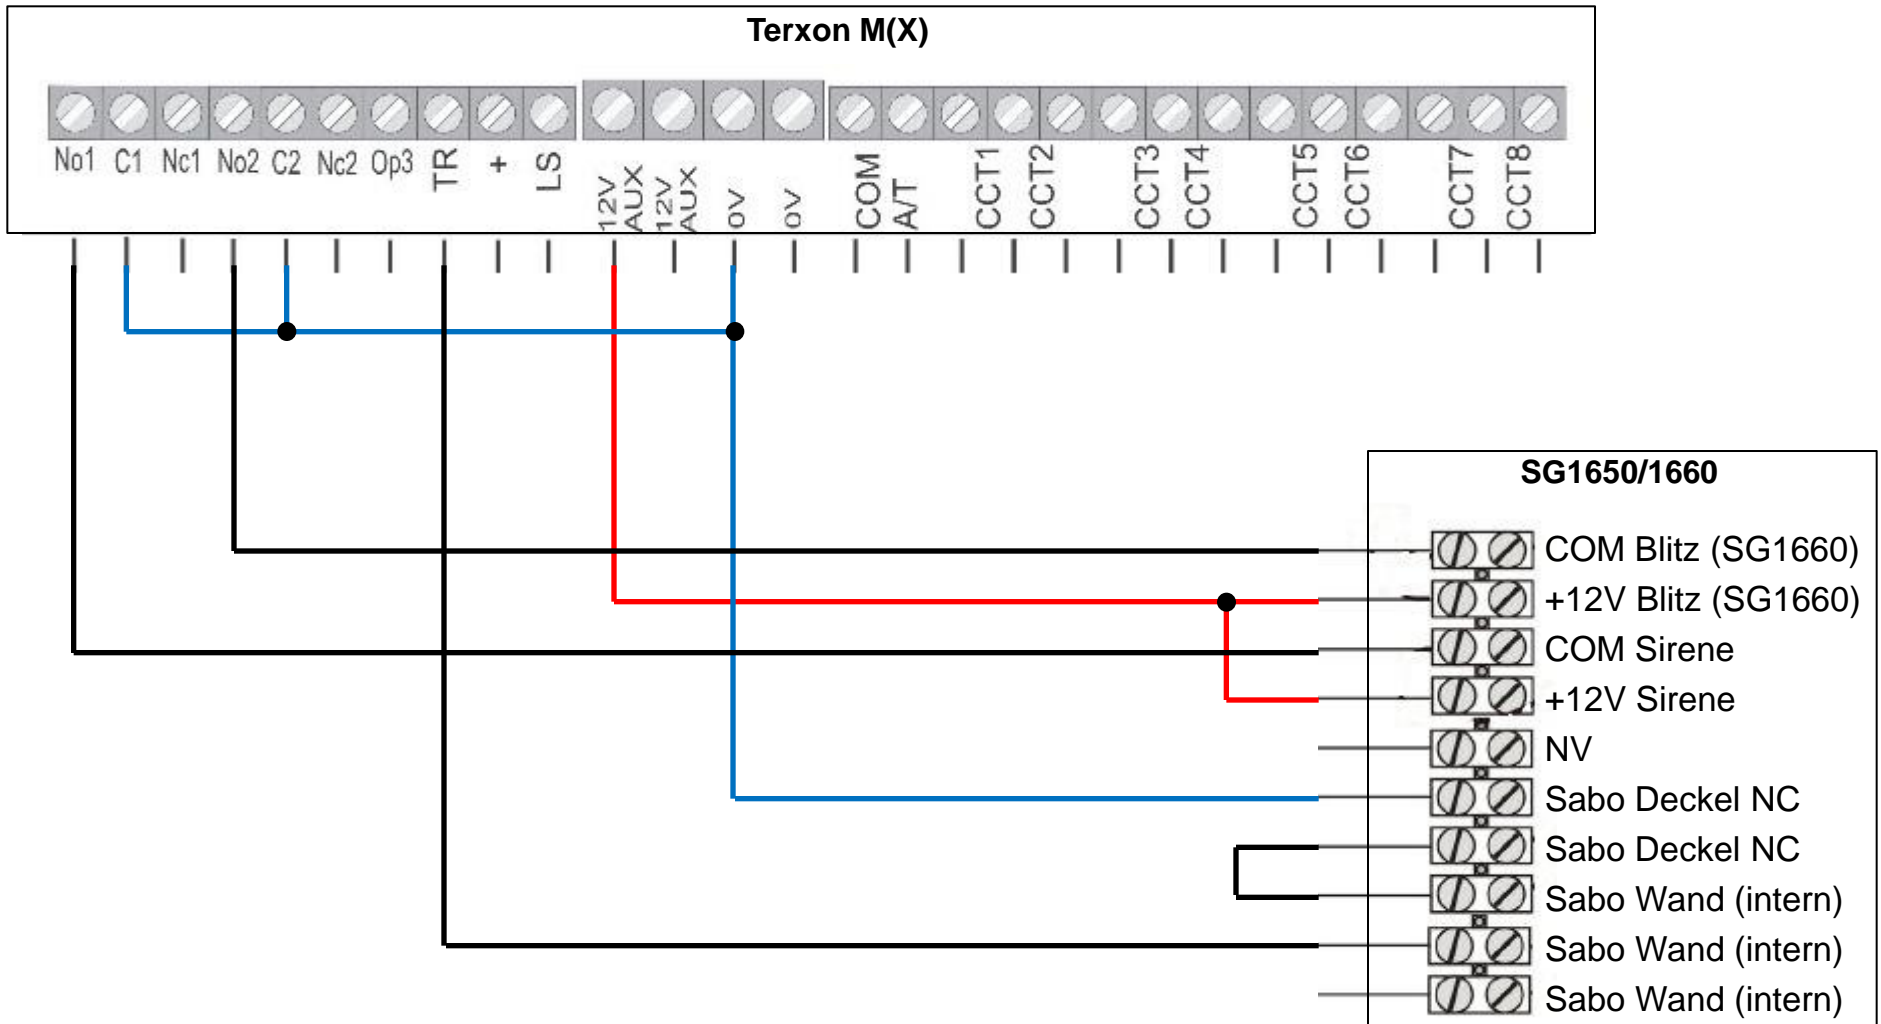 Terxon M(X)
No1 C1 Nc1 No2 C2 Nc2 Op3 TR + LS 12V AUX 12V AUX 0V 0V COM A/T CCT1 CCT2 CCT3 CCT4 CCT5 CCT6 CCT7 CCT8
SG1650/1660
COM Blitz (SG1660)
+12V Blitz (SG1660)
COM Sirene
+12V Sirene
NV
Sabo Deckel NC
Sabo Deckel NC
Sabo Wand (intern)
Sabo Wand (intern)
Sabo Wand (intern)